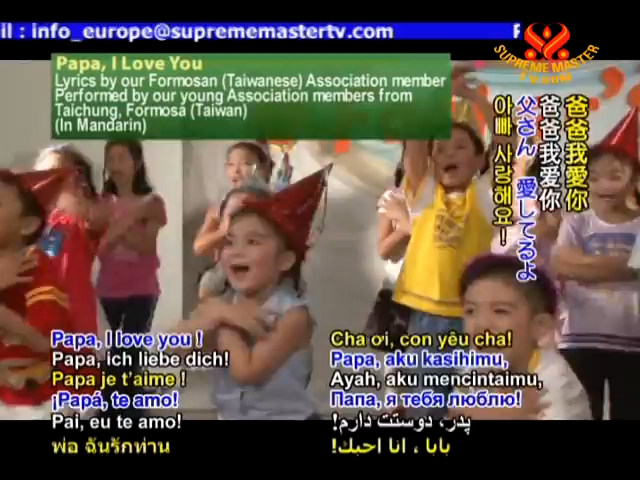 il : info_europe@suprememastertv.com
SUPREME MASTER
TV.COM
Papa, I Love You
Lyrics by our Formosan (Taiwanese) Association member
Performed by our young Association members from
Taichung, Formosa (Taiwan)
(In Mandarin)
爸爸我愛你
爸爸我爱你
父さん 愛してるよ
아빠 사랑해요!
Papa, I love you !
Papa, ich liebe dich!
Papa je t'aime !
¡Papá, te amo!
Pai, eu te amo!
พ่อ ฉันรักท่าน
Cha ơi, con yêu cha!
Papa, aku kasihimu,
Ayah, aku mencintaimu,
Папа, я тебя люблю!
پدر، دوستت دارم!
بابا ، انا احبك!